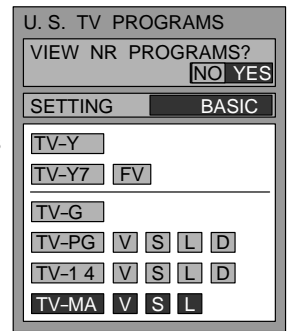 U. S. TV PROGRAMS
VIEW NR PROGRAMS?
NO YES
SETTING BASIC
TV-Y
TV-Y7 FV
TV-G
TV-PG V S L D
TV-1 4 V S L D
TV-MA V S L